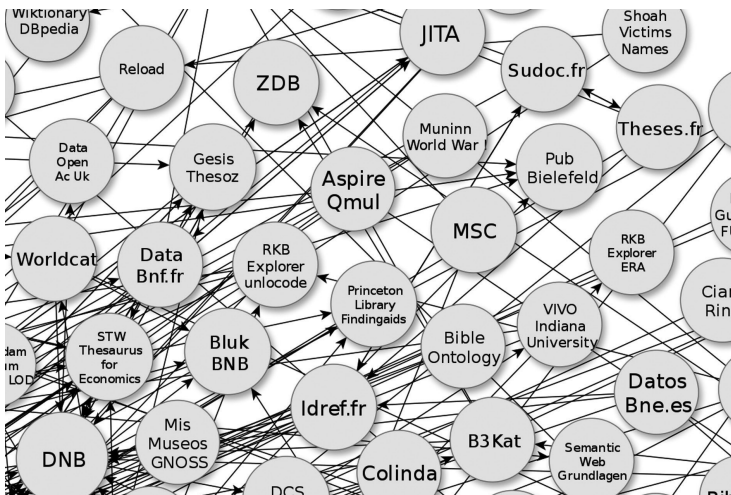 Wiktionary
DBpedia
Reload
ZDB
JITA
Sudoc.fr
Shoah
Victims
Names
Theses.fr
Data
Open
Ac Uk
Gesis
Thesoz
Aspire
Qmul
Muninn
World War I
Pub
Bielefeld
Worldcat
Data
Bnf.fr
RKB
Explorer
unlocode
MSC
RKB
Explorer
ERA
Princeton
Library
Findingaids
VIVO
Indiana
University
STW
Thesaurus
for
Economics
Bluk
BNB
Bible
Ontology
LOD
Idref.fr
Datos
Bne.es
Mis
Museos
GNOSS
DNB
B3Kat
Semantic
Web
Grundlagen
Colinda
DCS